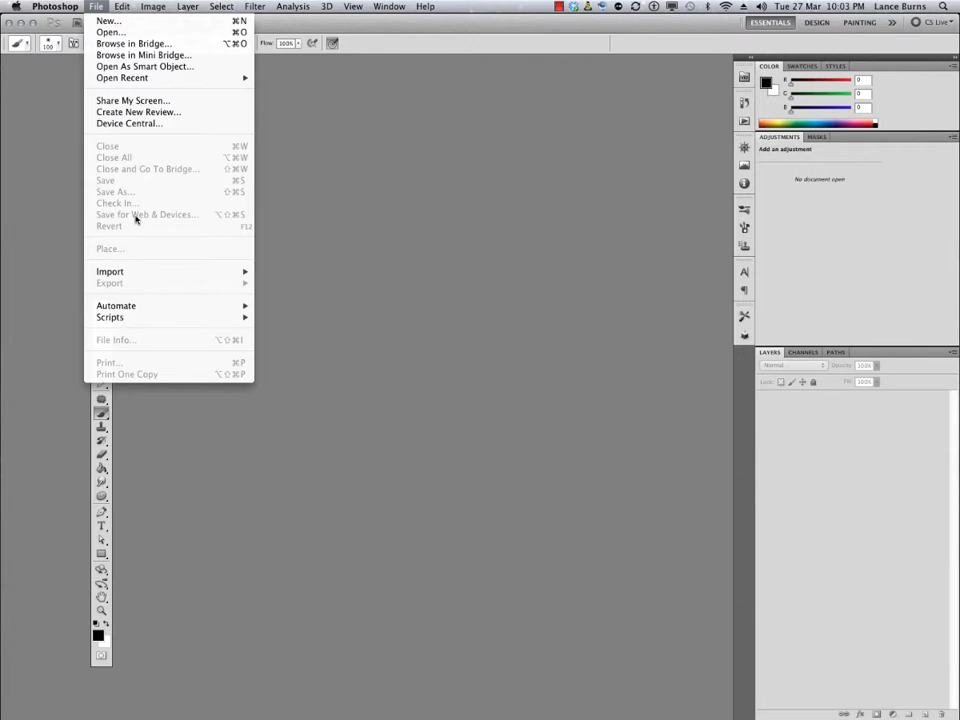 Photoshop File Edit Image Layer Select Filter Analysis 3D View Window Help Tue 27 Mar 10:03 PM Lance Burns
Ps ESSENTIALS DESIGN PAINTING >> CS Live
100 Flow: 100%
New... ⌘N
Open... ⌘O
Browse in Bridge... ⌥⌘O
Browse in Mini Bridge...
Open As Smart Object...
Open Recent
Share My Screen...
Create New Review...
Device Central...
Close ⌘W
Close All ⌥⌘W
Close and Go To Bridge... ⇧⌘W
Save ⌘S
Save As... ⇧⌘S
Check In...
Save for Web & Devices... ⌥⇧⌘S
Revert F12
Place...
Import
Export
Automate
Scripts
File Info... ⌥⇧⌘I
Print... ⌘P
Print One Copy ⌥⇧⌘P
COLOR SWATCHES STYLES
R 0
G 0
B 0
ADJUSTMENTS MASKS
Add an adjustment
No document open
LAYERS CHANNELS PATHS
Normal Opacity: 100%
Lock: Fill: 100%